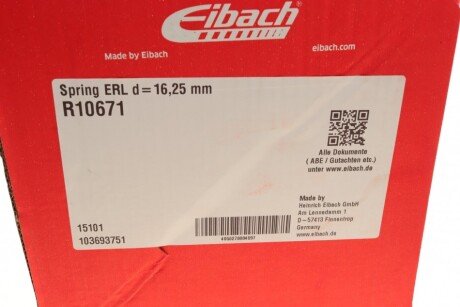 Eibach
Made by Eibach
eibach.com
Spring ERL d=16,25 mm
R10671
Alle Dokumente
( ABE / Gutachten etc.)
unter www.eibach.de
Made by
Heinrich Eibach GmbH
Am Lennedamm 1
D-57413 Finnentrop
Germany
www.eibach.de
15101
103693751